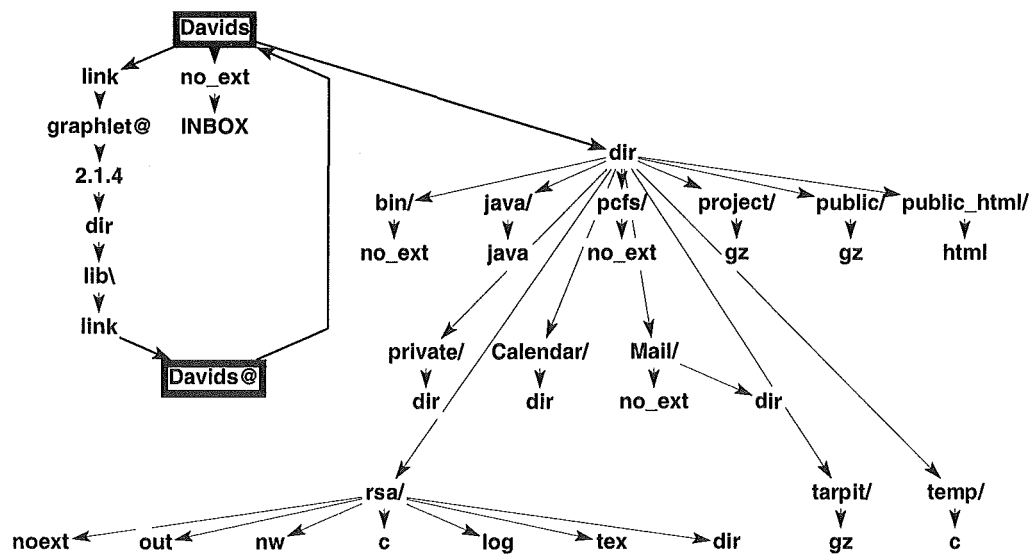 Davids
link no_ext
graphlet@ INBOX
2.1.4 dir
bin/ java/ pcfs/ project/ public/ public_html/
dir
no_ext java no_ext gz gz html
lib\
link
private/ Calendar/ Mail/
Davids@
dir dir no_ext dir
rsa/ tarpit/ temp/
noext out nw c log tex dir gz c